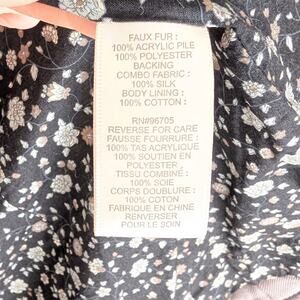 FAUX FUR :
100% ACRYLIC PILE
100% POLYESTER
BACKING
COMBO FABRIC :
100% SILK
BODY LINING :
100% COTTON :
RN#96705
REVERSE FOR CARE
FAUSSE FOURRURE :
100% TAS ACRYLIQUE
100% SOUTIEN EN
POLYESTER ,
TISSU COMBINÉ :
100% SOIE
CORPS DOUBLURE :
100% COTON
FABRIQUE EN CHINE
RENVERSER
POUR LE SOIN